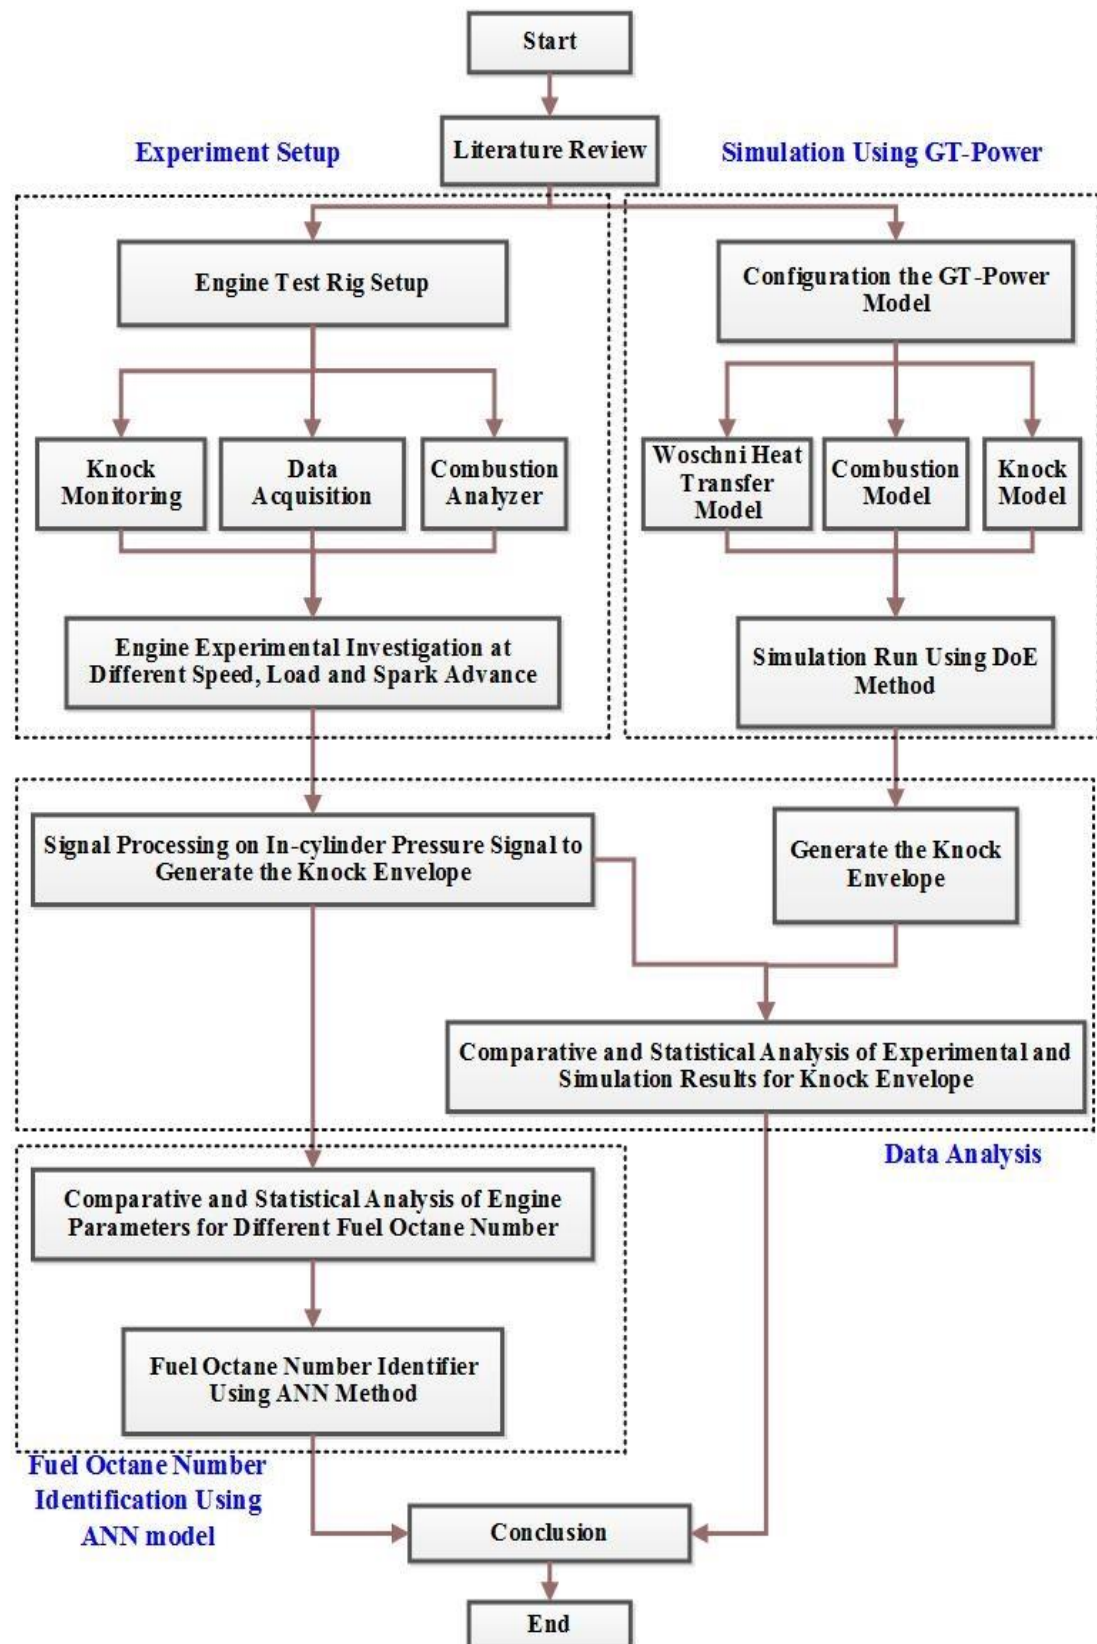 Start
Literature Review
Experiment Setup
Simulation Using GT-Power
Engine Test Rig Setup
Configuration the GT-Power
Model
Knock
Monitoring
Data
Acquisition
Combustion
Analyzer
Woschni Heat
Transfer
Model
Combustion
Model
Knock
Model
Engine Experimental Investigation at
Different Speed, Load and Spark Advance
Simulation Run Using DoE
Method
Signal Processing on In-cylinder Pressure Signal to
Generate the Knock Envelope
Generate the Knock
Envelope
Comparative and Statistical Analysis of Experimental and
Simulation Results for Knock Envelope
Data Analysis
Comparative and Statistical Analysis of Engine
Parameters for Different Fuel Octane Number
Fuel Octane Number Identifier
Using ANN Method
Fuel Octane Number
Identification Using
ANN model
Conclusion
End